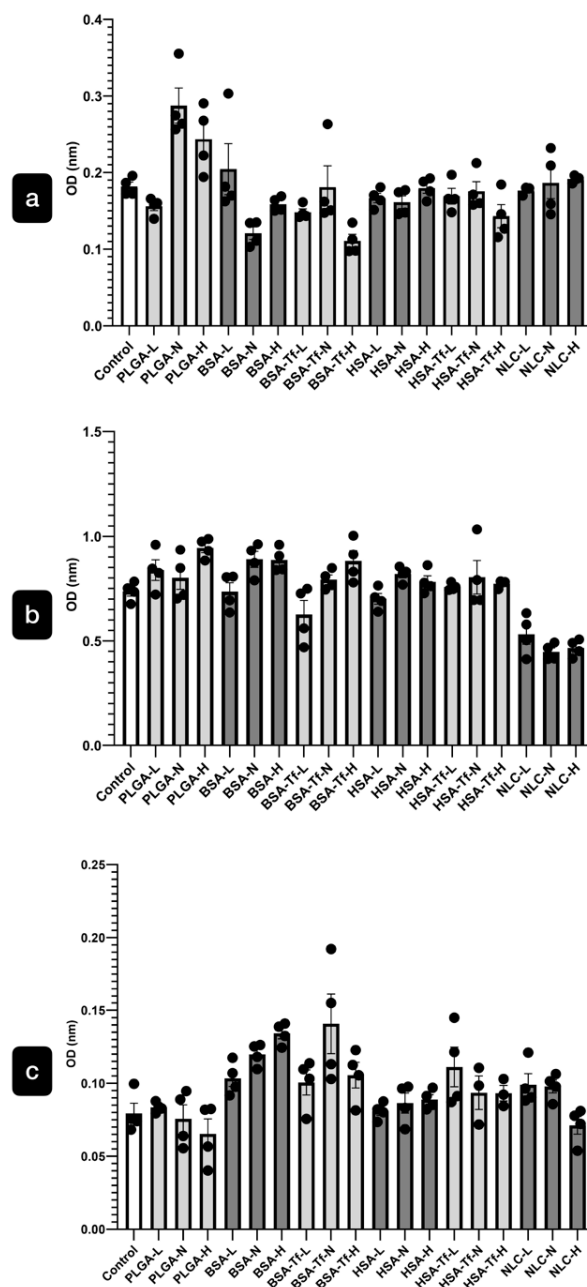 a
OD (nm)
0.4
0.3
0.2
0.1
0.0
Control
PLGA-L
PLGA-N
PLGA-H
BSA-L
BSA-N
BSA-H
BSA-Tf-L
BSA-Tf-N
BSA-Tf-H
HSA-L
HSA-N
HSA-H
HSA-Tf-L
HSA-Tf-N
HSA-Tf-H
NLC-L
NLC-N
NLC-H
b
OD (nm)
1.5
1.0
0.5
0.0
Control
PLGA-L
PLGA-N
PLGA-H
BSA-L
BSA-N
BSA-H
BSA-Tf-L
BSA-Tf-N
BSA-Tf-H
HSA-L
HSA-N
HSA-H
HSA-Tf-L
HSA-Tf-N
HSA-Tf-H
NLC-L
NLC-N
NLC-H
c
OD (nm)
0.25
0.20
0.15
0.10
0.05
0.00
Control
PLGA-L
PLGA-N
PLGA-H
BSA-L
BSA-N
BSA-H
BSA-Tf-L
BSA-Tf-N
BSA-Tf-H
HSA-L
HSA-N
HSA-H
HSA-Tf-L
HSA-Tf-N
HSA-Tf-H
NLC-L
NLC-N
NLC-H